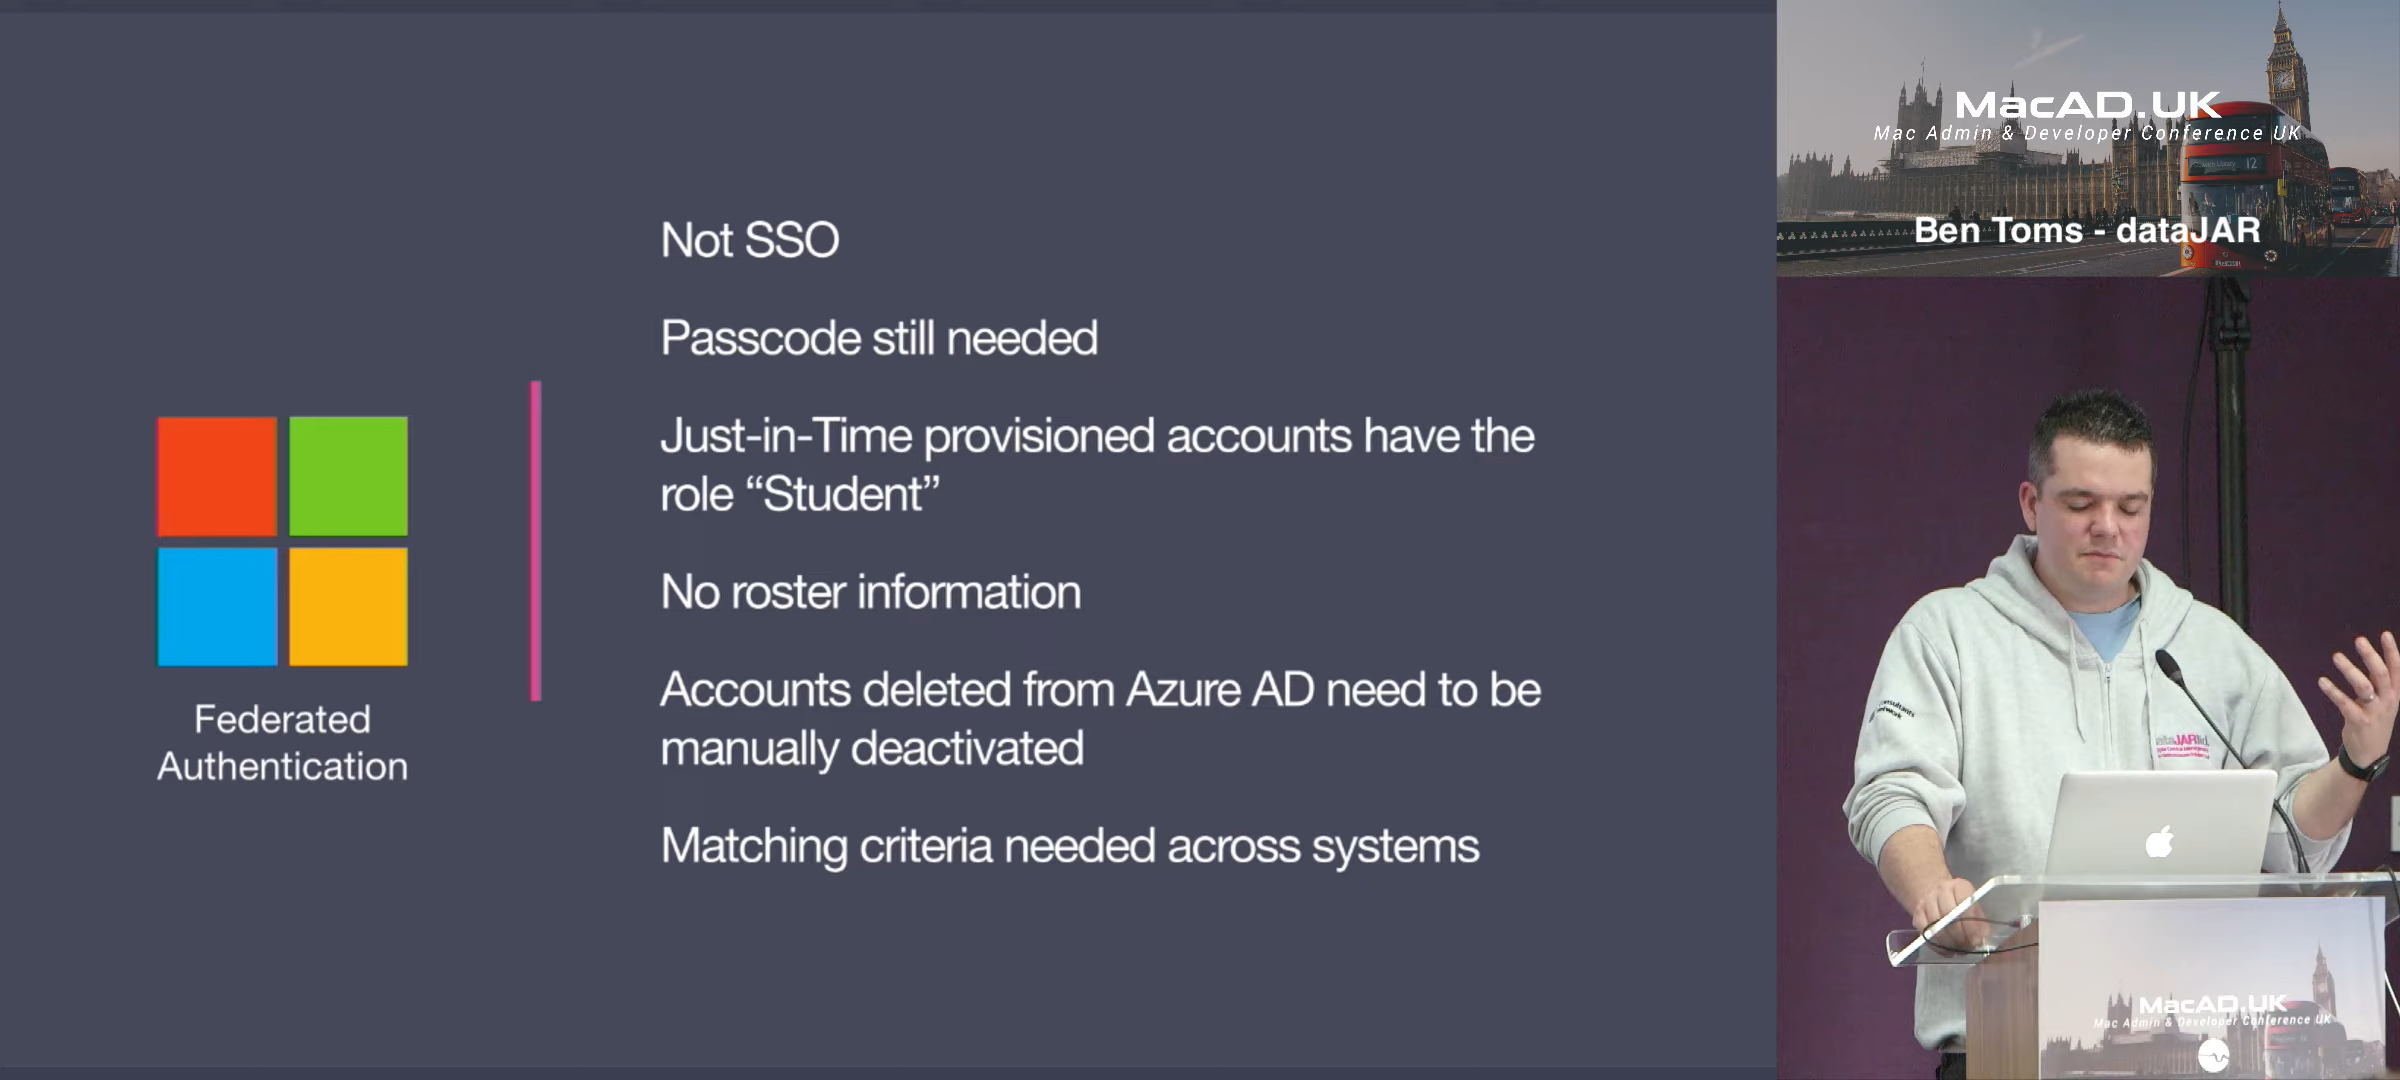 Not SSO
Passcode still needed
Just-in-Time provisioned accounts have the
role “Student”
No roster information
Accounts deleted from Azure AD need to be
manually deactivated
Matching criteria needed across systems
Federated
Authentication
MacAD.UK
Mac Admin & Developer Conference UK
12
Ben Toms - dataJAR
dataJAR
MacAD.UK
Mac Admin & Developer Conference UK